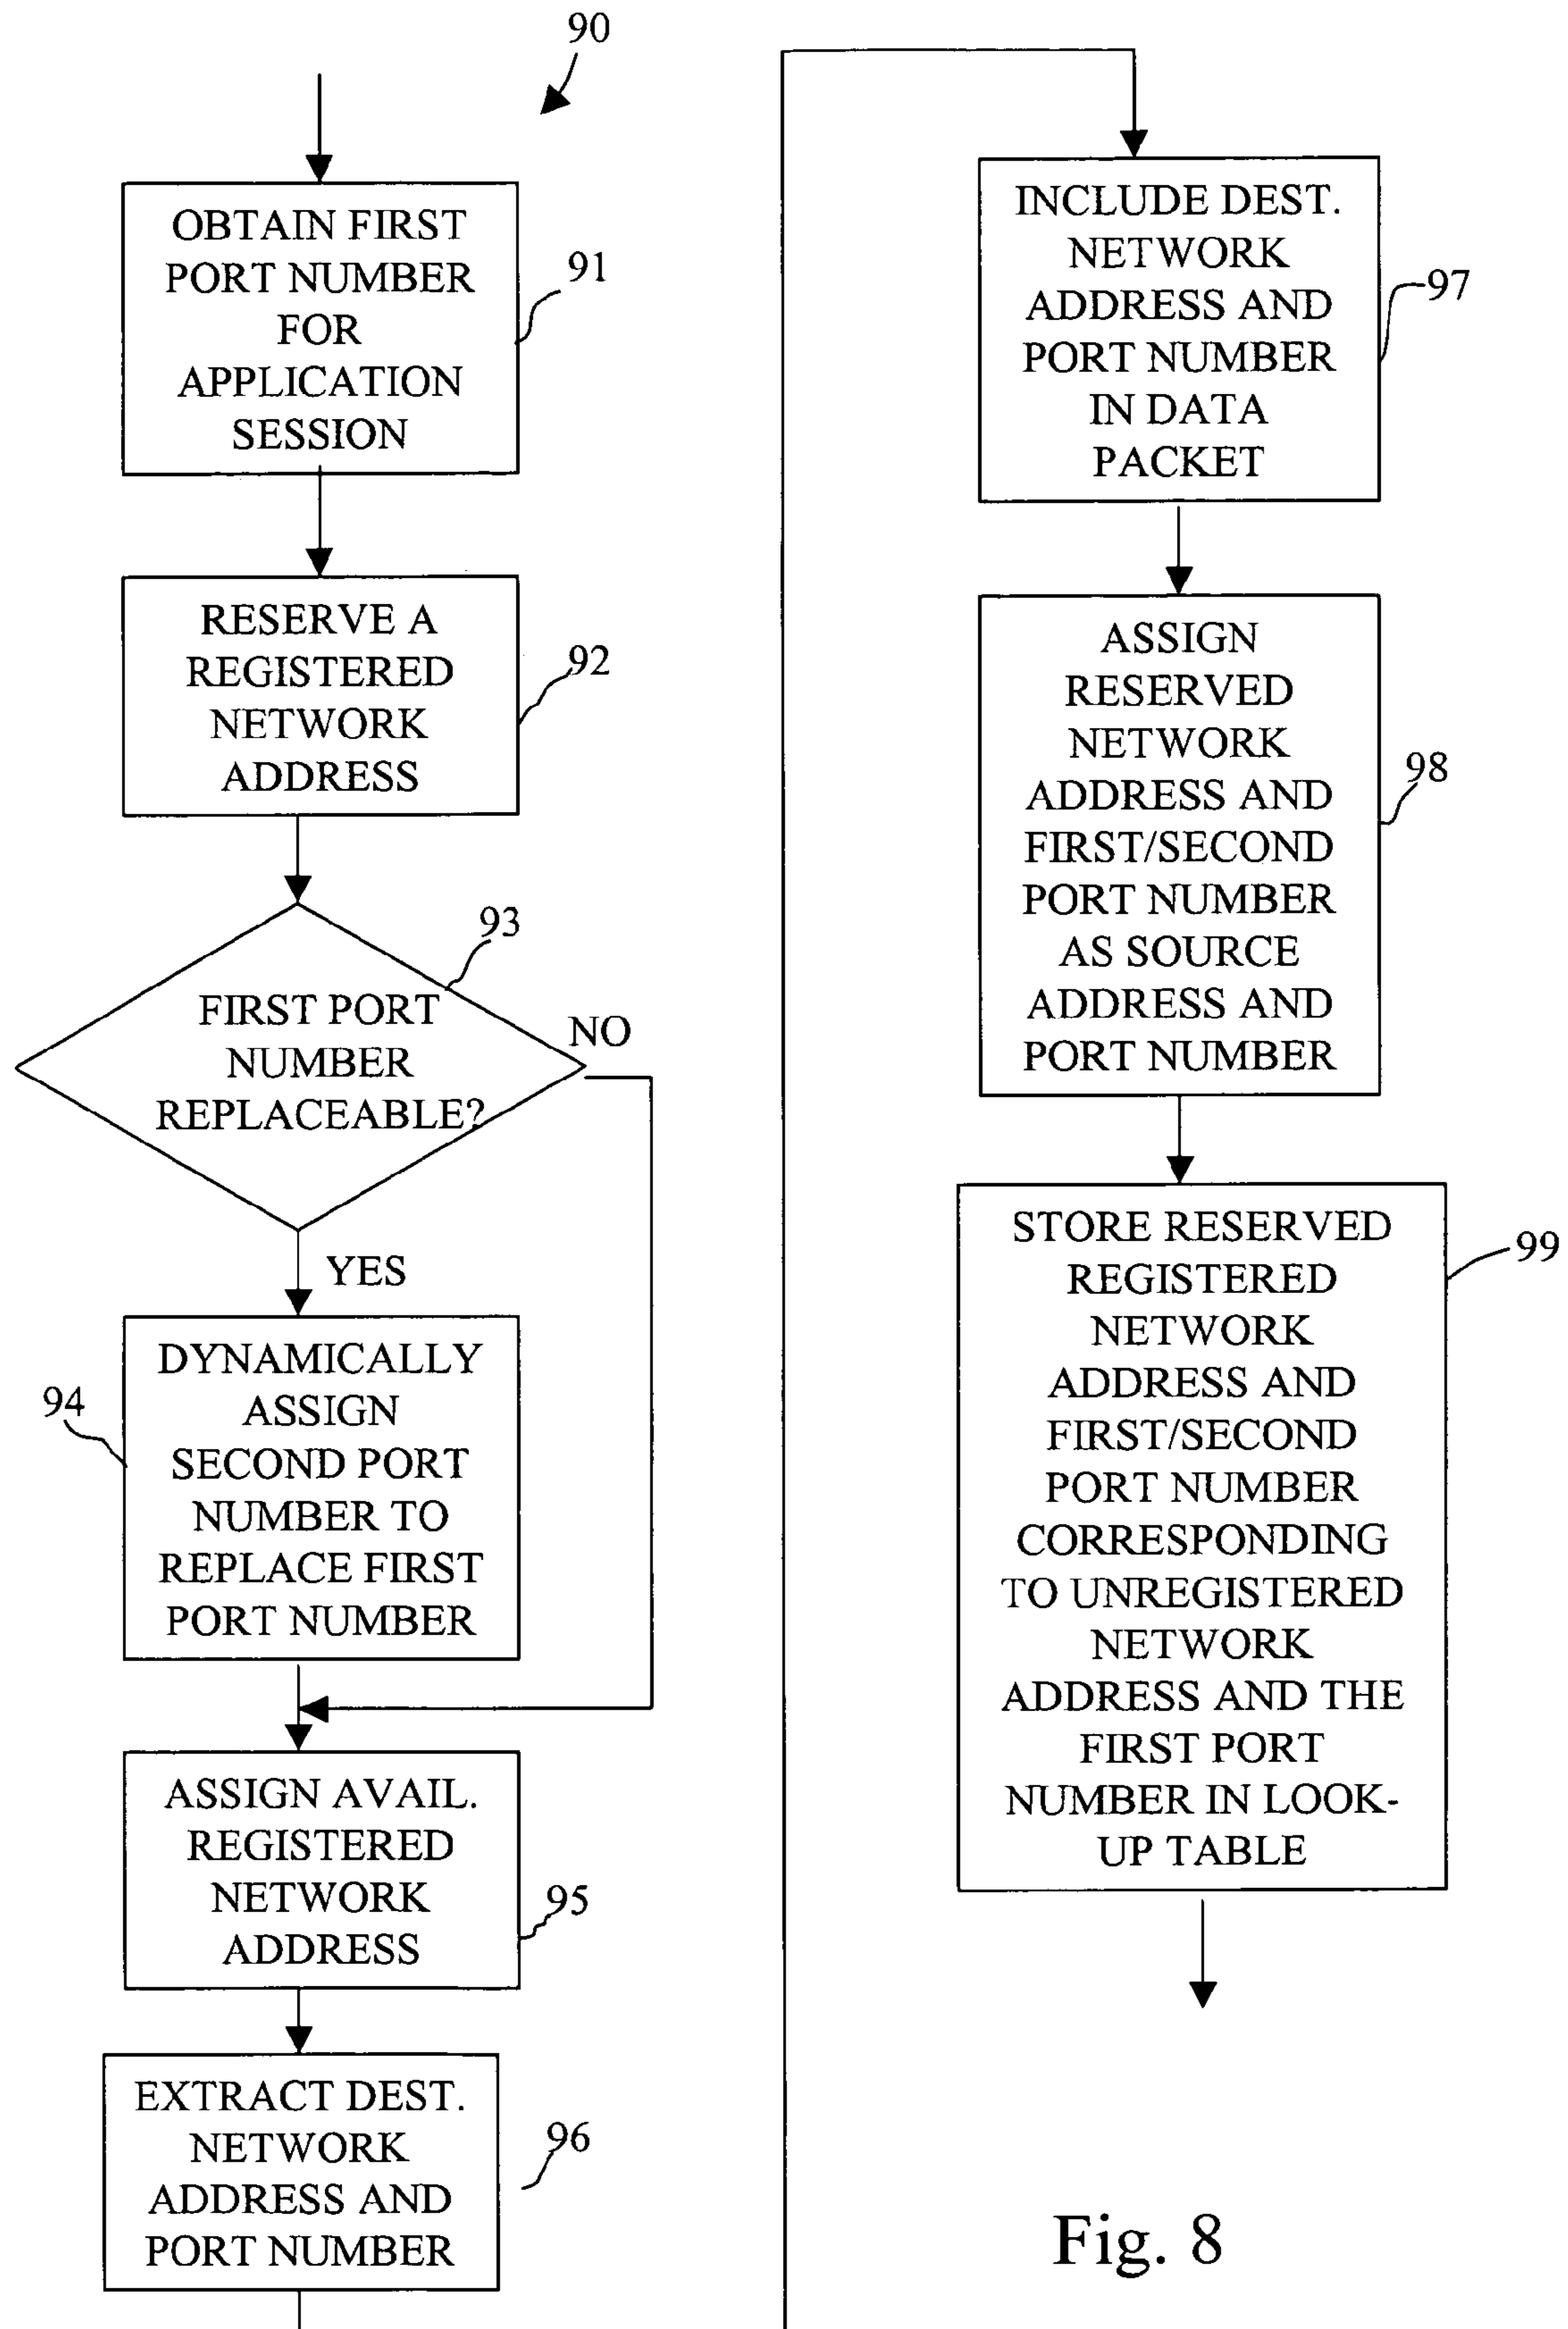 90
OBTAIN FIRST
PORT NUMBER
FOR
APPLICATION
SESSION
91
RESERVE A
REGISTERED
NETWORK
ADDRESS
92
93
FIRST PORT
NUMBER
REPLACEABLE?
NO
YES
94
DYNAMICALLY
ASSIGN
SECOND PORT
NUMBER TO
REPLACE FIRST
PORT NUMBER
ASSIGN AVAIL.
REGISTERED
NETWORK
ADDRESS
95
EXTRACT DEST.
NETWORK
ADDRESS AND
PORT NUMBER
96
INCLUDE DEST.
NETWORK
ADDRESS AND
PORT NUMBER
IN DATA
PACKET
97
ASSIGN
RESERVED
NETWORK
ADDRESS AND
FIRST/SECOND
PORT NUMBER
AS SOURCE
ADDRESS AND
PORT NUMBER
98
STORE RESERVED
REGISTERED
NETWORK
ADDRESS AND
FIRST/SECOND
PORT NUMBER
CORRESPONDING
TO UNREGISTERED
NETWORK
ADDRESS AND THE
FIRST PORT
NUMBER IN LOOK-
UP TABLE
99
Fig. 8